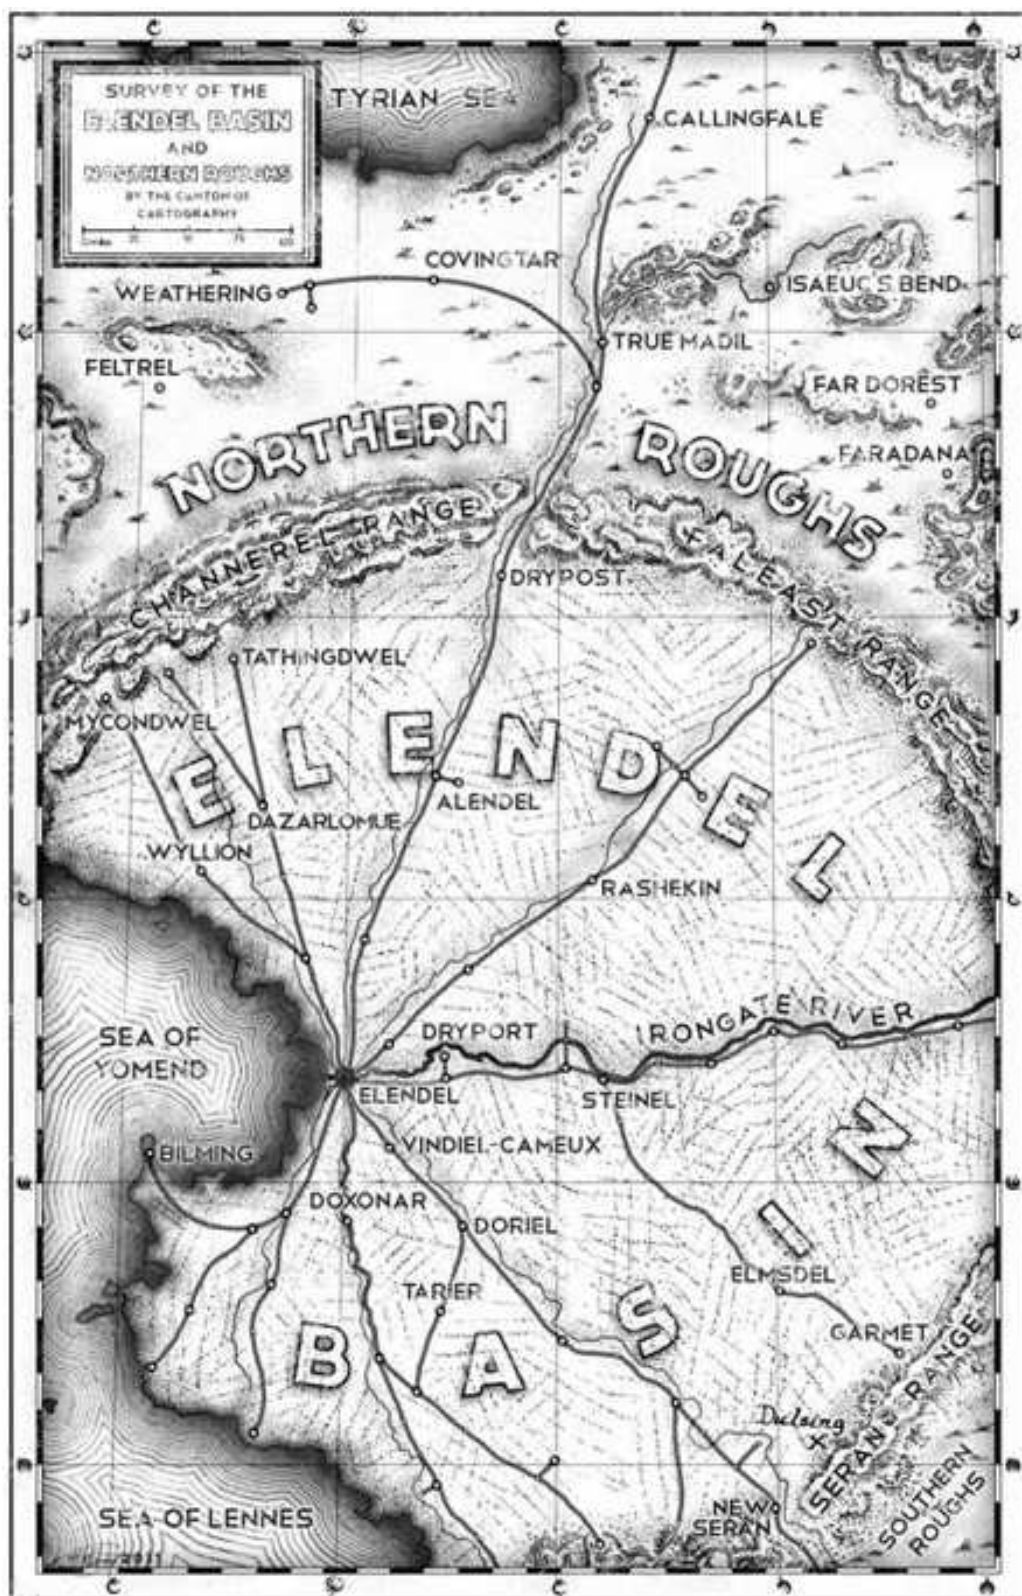 SURVEY OF THE
ELENDEL BASIN
AND
NORTHERN ROUGHS
BY THE CANTON OF
CARTOGRAPHY
TYRIAN SEA
CALLINGFALE
COVINGTAR
WEATHERING
ISAEUC'S BEND
TRUE MADIL
FELTREL
FAR DOREST
FARADANA
NORTHERN ROUGHS
CHANNEREL RANGE
FALEAST RANGE
DRYPOST
TATHINGDWEL
MYCONDWEL
ELENDEL
ALENDEL
DAZARLOMUE
WYLLION
RASHEKIN
IRONGATE RIVER
SEA OF
YOMEND
DRYPORT
ELENDEL
STEINEL
VINDIEL-CAMEUX
BILMING
DOXONAR
DORIEL
ELMSDEL
TARIER
GARMET
BASIN
Dulsing
SERAN RANGE
NEW
SERAN
SOUTHERN
ROUGHS
SEA OF LENNES